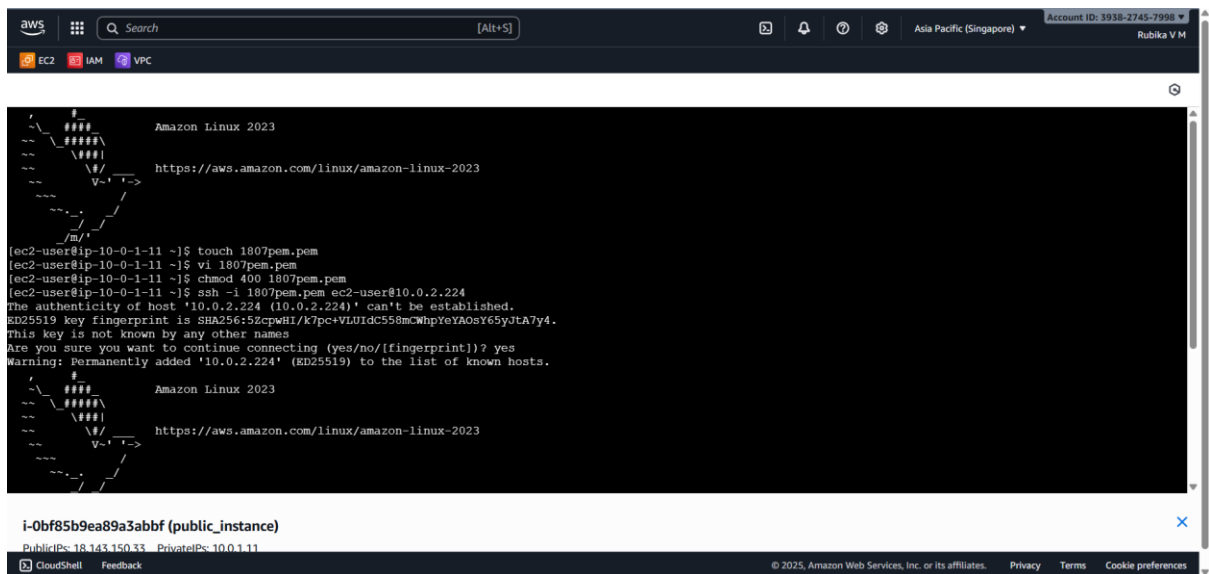 aws
Search
[Alt+S]
Asia Pacific (Singapore)
Account ID: 3938-2745-7998
Rubika V M
EC2 IAM VPC
   ,     #_
   ~\_  ####_        Amazon Linux 2023
  ~~  \_#####\
  ~~     \###|
  ~~       \#/ ___   https://aws.amazon.com/linux/amazon-linux-2023
   ~~       V~' '->
    ~~~         /
      ~~._.   _/
         _/ _/
       _/m/'
[ec2-user@ip-10-0-1-11 ~]$ touch 1807pem.pem
[ec2-user@ip-10-0-1-11 ~]$ vi 1807pem.pem
[ec2-user@ip-10-0-1-11 ~]$ chmod 400 1807pem.pem
[ec2-user@ip-10-0-1-11 ~]$ ssh -i 1807pem.pem ec2-user@10.0.2.224
The authenticity of host '10.0.2.224 (10.0.2.224)' can't be established.
ED25519 key fingerprint is SHA256:5ZcpwHI/k7pc+VLUIdC558mCWhpYeYAOsY65yJtA7y4.
This key is not known by any other names
Are you sure you want to continue connecting (yes/no/[fingerprint])? yes
Warning: Permanently added '10.0.2.224' (ED25519) to the list of known hosts.
   ,     #_
   ~\_  ####_        Amazon Linux 2023
  ~~  \_#####\
  ~~     \###|
  ~~       \#/ ___   https://aws.amazon.com/linux/amazon-linux-2023
   ~~       V~' '->
    ~~~         /
      ~~._.   _/
         _/ _/
i-0bf85b9ea89a3abbf (public_instance)
PublicIPs: 18.143.150.33 PrivateIPs: 10.0.1.11
CloudShell Feedback
© 2025, Amazon Web Services, Inc. or its affiliates. Privacy Terms Cookie preferences